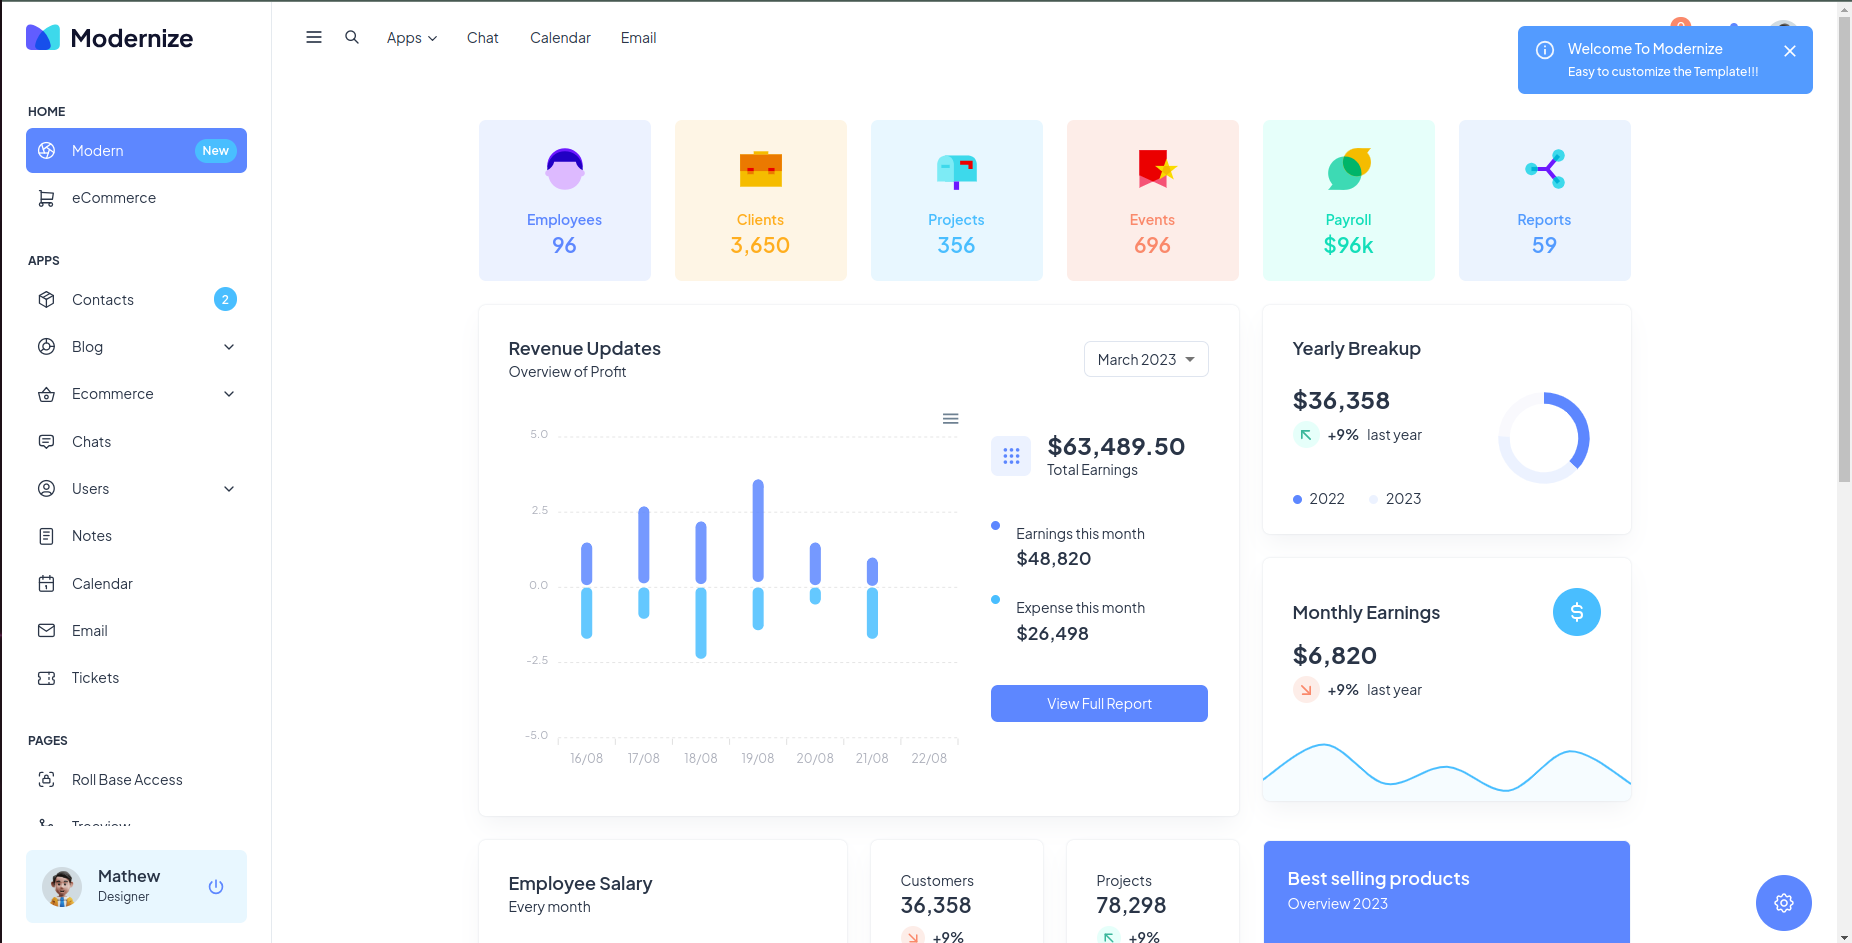 Modernize
HOME
Modern
New
eCommerce
APPS
Contacts
2
Blog
Ecommerce
Chats
Users
Notes
Calendar
Email
Tickets
PAGES
Roll Base Access
Treeview
Mathew
Designer
Apps
Chat
Calendar
Email
Welcome To Modernize
Easy to customize the Template!!!
Employees
96
Clients
3,650
Projects
356
Events
696
Payroll
$96k
Reports
59
Revenue Updates
Overview of Profit
March 2023
5.0
2.5
0.0
-2.5
-5.0
16/08 17/08 18/08 19/08 20/08 21/08 22/08
$63,489.50
Total Earnings
Earnings this month
$48,820
Expense this month
$26,498
View Full Report
Yearly Breakup
$36,358
+9% last year
2022 2023
Monthly Earnings
$
$6,820
+9% last year
Employee Salary
Every month
Customers
36,358
+9%
Projects
78,298
+9%
Best selling products
Overview 2023